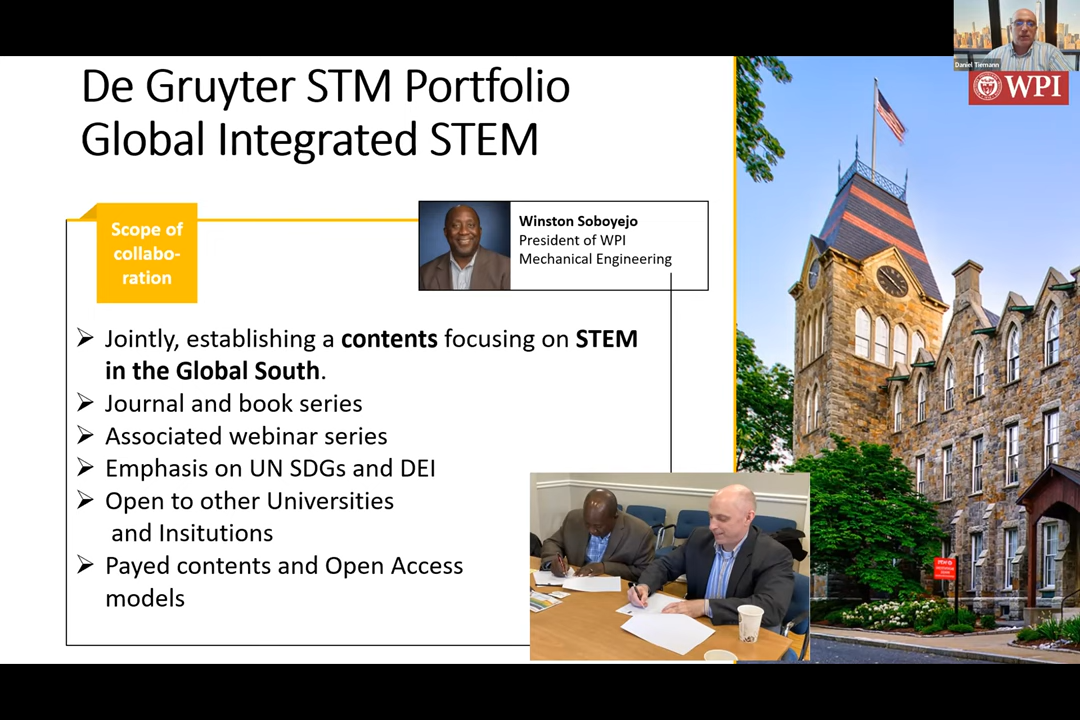 De Gruyter STM Portfolio
Global Integrated STEM
Daniel Tiemann
WPI
Scope of
collabo-
ration
Winston Soboyejo
President of WPI
Mechanical Engineering
Jointly, establishing a contents focusing on STEM
in the Global South.
Journal and book series
Associated webinar series
Emphasis on UN SDGs and DEI
Open to other Universities
and Insitutions
Payed contents and Open Access
models